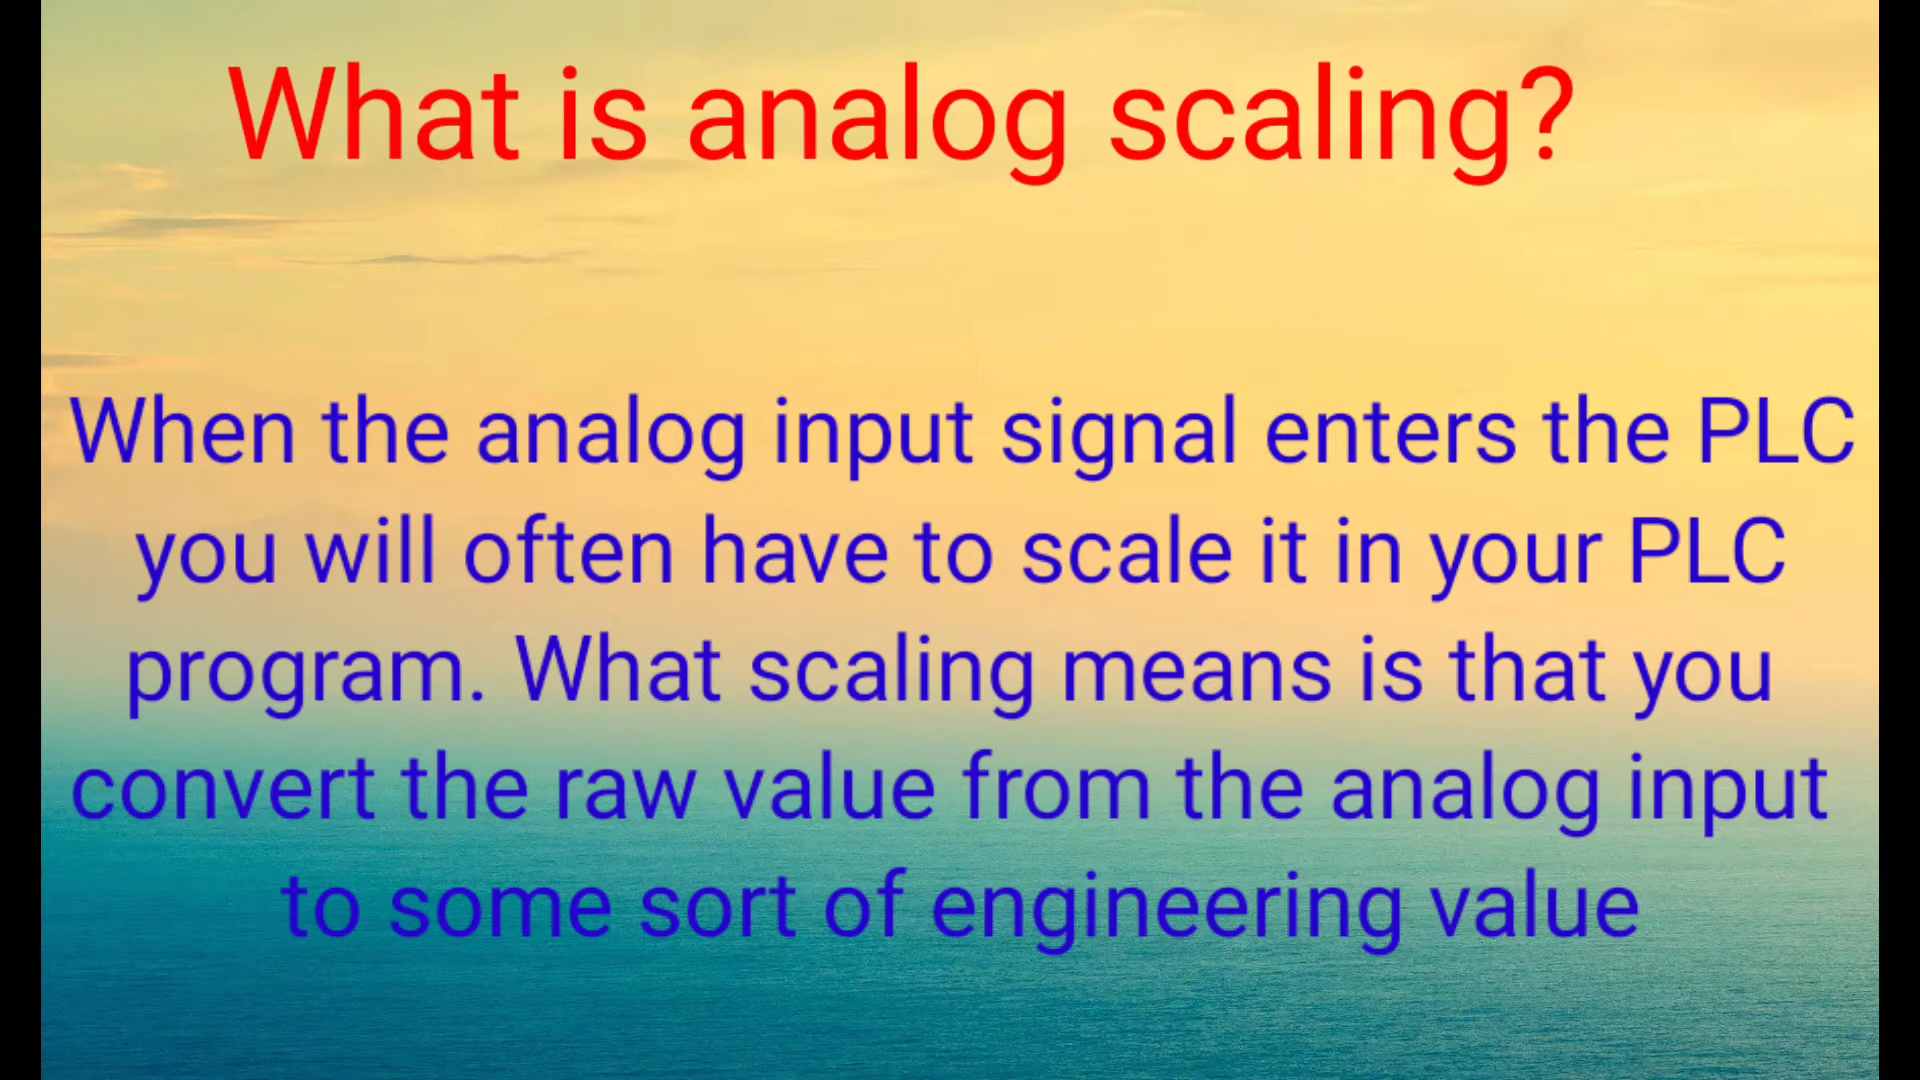 What is analog scaling?
When the analog input signal enters the PLC
you will often have to scale it in your PLC
program. What scaling means is that you
convert the raw value from the analog input
to some sort of engineering value